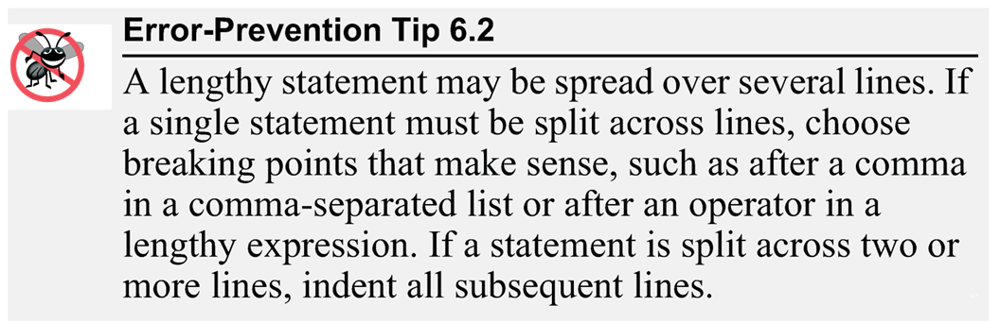 Error-Prevention Tip 6.2
A lengthy statement may be spread over several lines. If
a single statement must be split across lines, choose
breaking points that make sense, such as after a comma
in a comma-separated list or after an operator in a
lengthy expression. If a statement is split across two or
more lines, indent all subsequent lines.